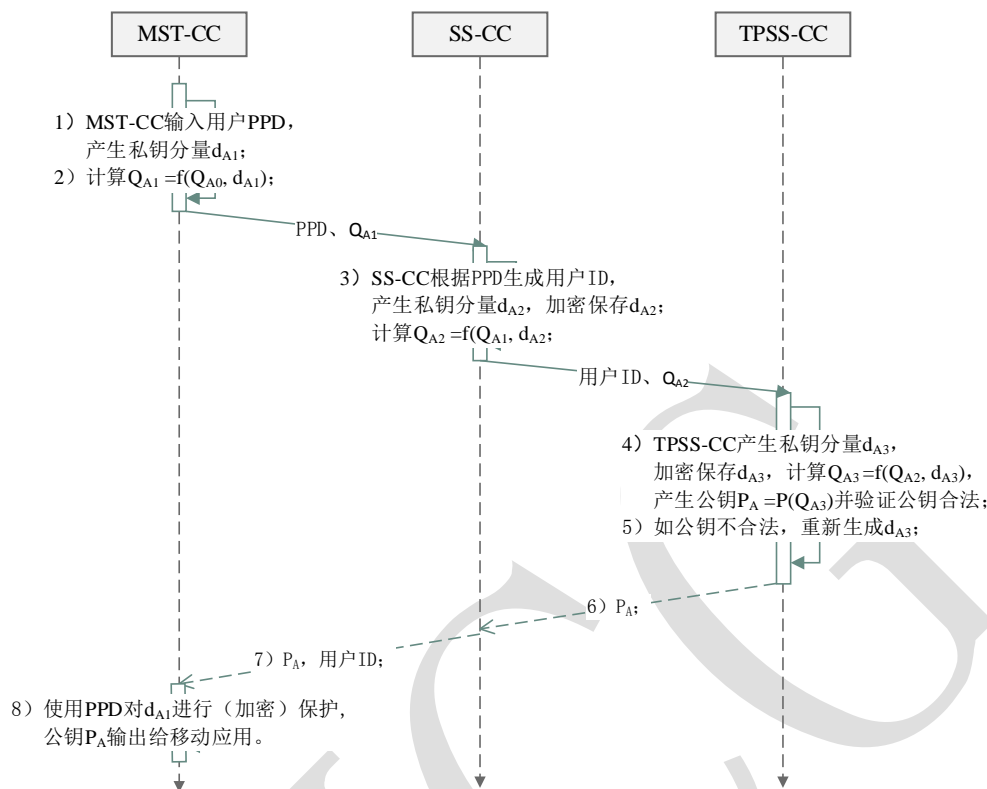 MST-CC
SS-CC
TPSS-CC
1）MST-CC输入用户PPD，
产生私钥分量dA1；
2）计算QA1 =f(QA0, dA1)；
PPD、QA1
3）SS-CC根据PPD生成用户ID，
产生私钥分量dA2，加密保存dA2；
计算QA2 =f(QA1, dA2；
用户ID、QA2
4）TPSS-CC产生私钥分量dA3，
加密保存dA3，计算QA3 =f(QA2, dA3)，
产生公钥PA =P(QA3)并验证公钥合法；
5）如公钥不合法，重新生成dA3；
6）PA；
7）PA，用户ID；
8）使用PPD对dA1进行（加密）保护，
公钥PA输出给移动应用。